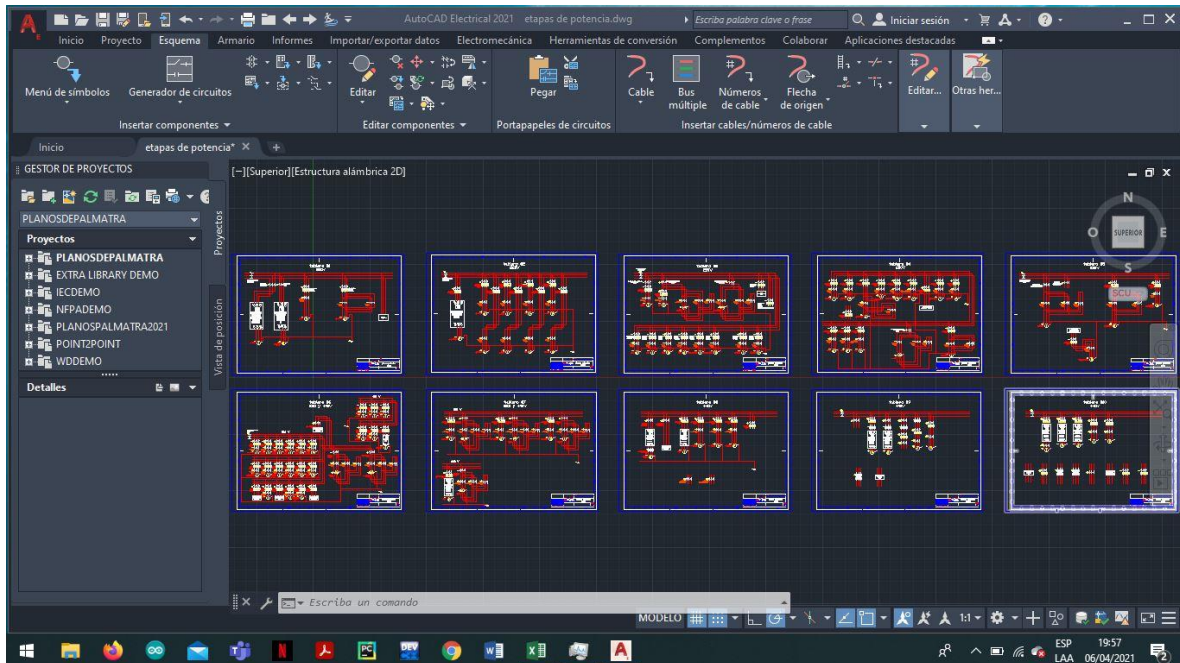 AutoCAD Electrical 2021 etapas de potencia.dwg
Escriba palabra clave o frase
Iniciar sesión
Inicio Proyecto Esquema Armario Informes Importar/exportar datos Electromecánica Herramientas de conversión Complementos Colaborar Aplicaciones destacadas
Menú de símbolos
Generador de circuitos
Editar
Pegar
Cable
Bus múltiple
Números de cable
Flecha de origen
Editar...
Otras her...
Insertar componentes
Editar componentes
Portapapeles de circuitos
Insertar cables/números de cable
Inicio
etapas de potencia*
GESTOR DE PROYECTOS
[−][Superior][Estructura alámbrica 2D]
PLANOSDEPALMATRA
Proyectos
PLANOSDEPALMATRA
EXTRA LIBRARY DEMO
IECDEMO
NFPADEMO
PLANOSPALMATRA2021
POINT2POINT
WDDEMO
Detalles
Proyectos
Vista de posición
N
O
SUPERIOR
E
S
SCU
Escriba un comando
MODELO
1:1
ESP
LAA
19:57
06/04/2021